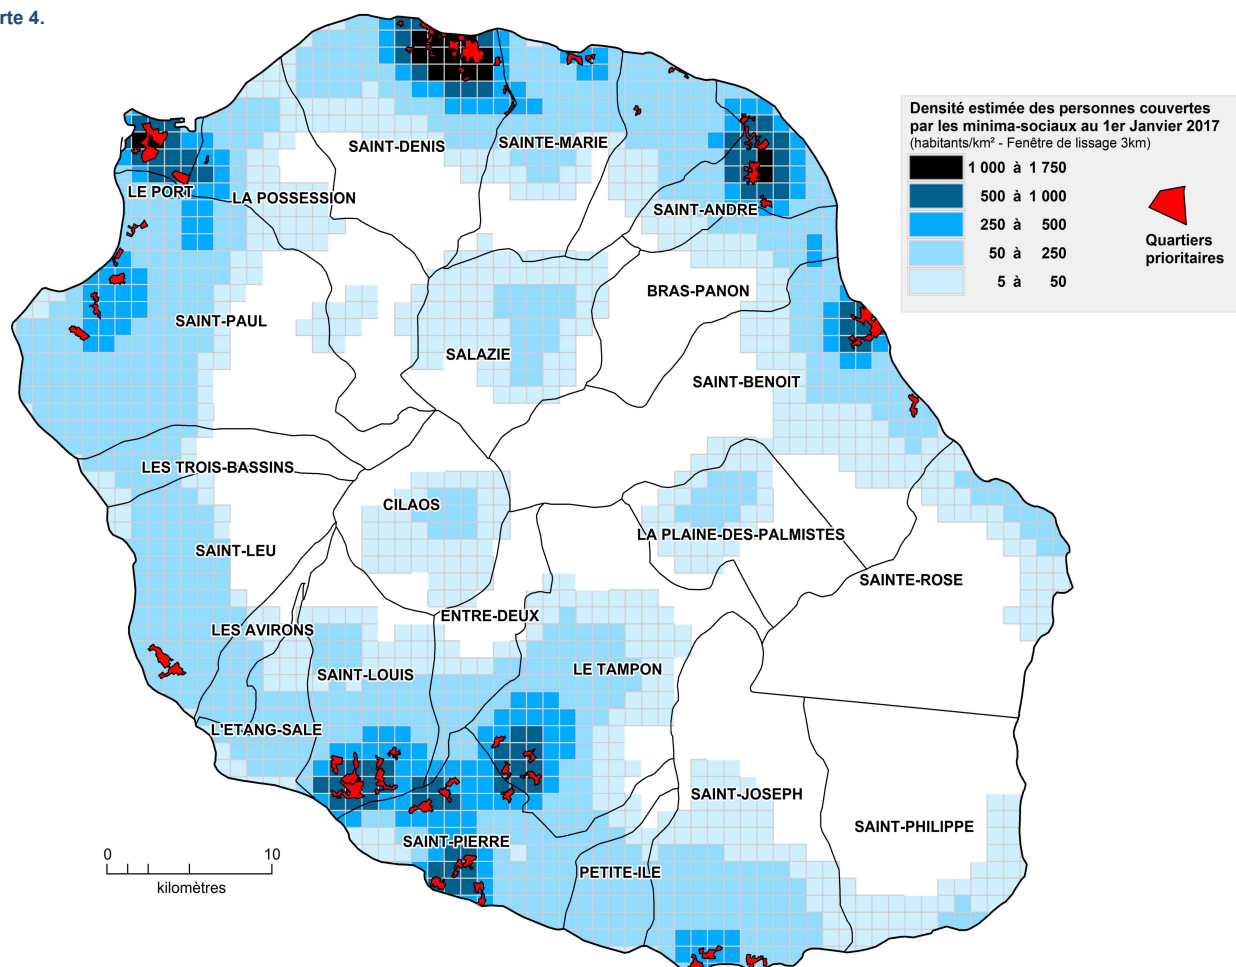 rte 4.
Densité estimée des personnes couvertes
par les minima-sociaux au 1er Janvier 2017
(habitants/km² - Fenêtre de lissage 3km)
1 000 à 1 750
500 à 1 000
250 à 500
50 à 250
5 à 50
Quartiers
prioritaires
SAINT-DENIS
SAINTE-MARIE
LE PORT
LA POSSESSION
SAINT-ANDRE
BRAS-PANON
SAINT-PAUL
SALAZIE
SAINT-BENOIT
LES TROIS-BASSINS
CILAOS
LA PLAINE-DES-PALMISTES
SAINT-LEU
SAINTE-ROSE
ENTRE-DEUX
LES AVIRONS
LE TAMPON
SAINT-LOUIS
L'ETANG-SALE
SAINT-JOSEPH
SAINT-PHILIPPE
SAINT-PIERRE
PETITE-ILE
0 10
kilomètres